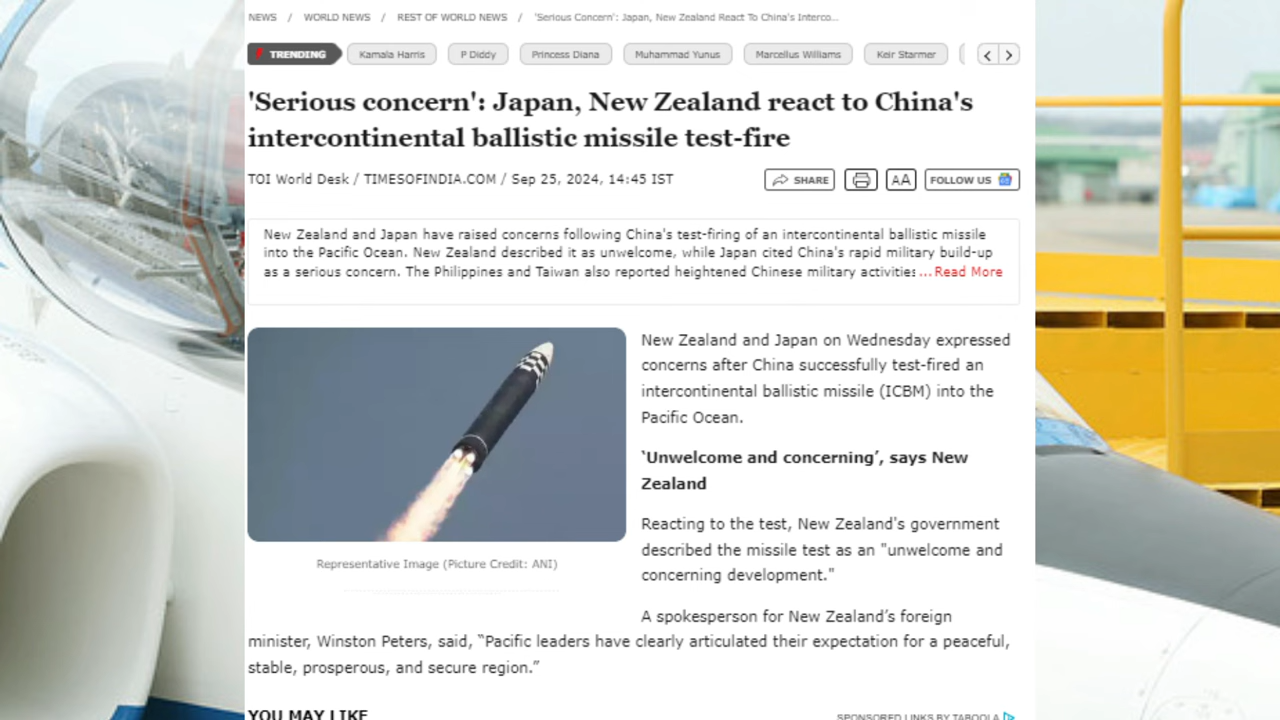 NEWS / WORLD NEWS / REST OF WORLD NEWS / 'Serious Concern': Japan, New Zealand React To China's Interco...
TRENDING Kamala Harris P Diddy Princess Diana Muhammad Yunus Marcellus Williams Keir Starmer
'Serious concern': Japan, New Zealand react to China's
intercontinental ballistic missile test-fire
TOI World Desk / TIMESOFINDIA.COM / Sep 25, 2024, 14:45 IST SHARE AA FOLLOW US
New Zealand and Japan have raised concerns following China's test-firing of an intercontinental ballistic missile
into the Pacific Ocean. New Zealand described it as unwelcome, while Japan cited China's rapid military build-up
as a serious concern. The Philippines and Taiwan also reported heightened Chinese military activities ...Read More
New Zealand and Japan on Wednesday expressed
concerns after China successfully test-fired an
intercontinental ballistic missile (ICBM) into the
Pacific Ocean.
‘Unwelcome and concerning’, says New
Zealand
Reacting to the test, New Zealand's government
described the missile test as an "unwelcome and
concerning development."
Representative Image (Picture Credit: ANI)
A spokesperson for New Zealand’s foreign
minister, Winston Peters, said, “Pacific leaders have clearly articulated their expectation for a peaceful,
stable, prosperous, and secure region.”
YOU MAY LIKE SPONSORED LINKS BY TABOOLA